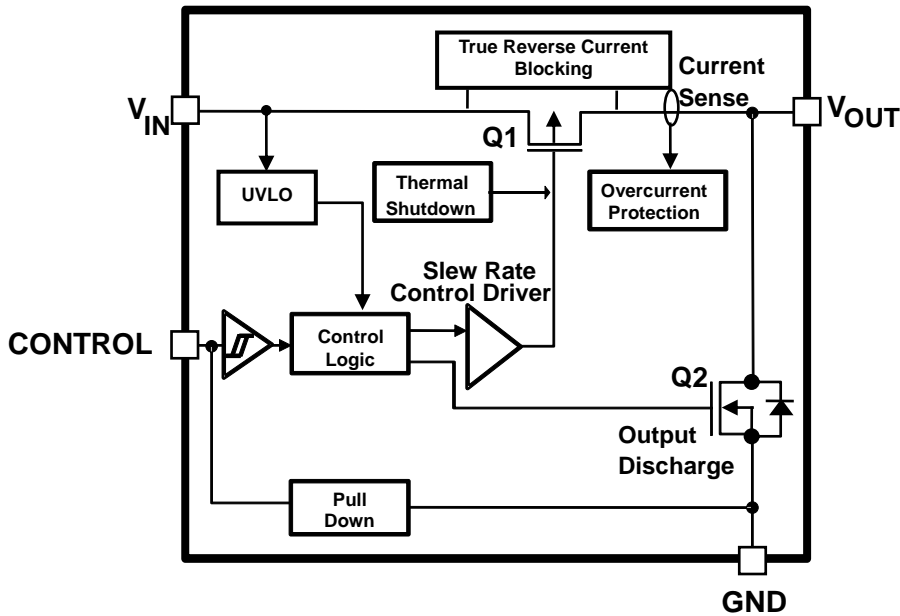 True Reverse Current
Blocking
Current
Sense
VIN
VOUT
Q1
UVLO
Thermal
Shutdown
Overcurrent
Protection
Slew Rate
Control Driver
CONTROL
Control
Logic
Q2
Output
Discharge
Pull
Down
GND